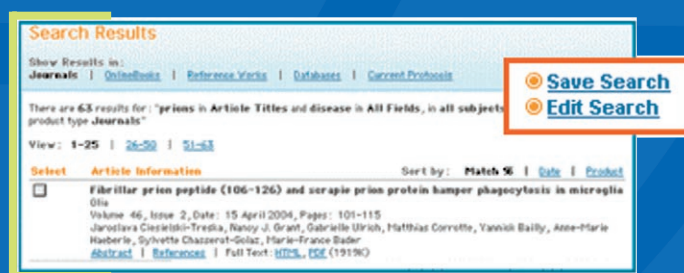 Search Results
Show Results in:
Journals | OnlineBooks | Reference Works | Databases | Current Protocols
Save Search
Edit Search
There are 63 results for: "prions in Article Titles and disease in All Fields, in all subjects
product type Journals"
View: 1-25 | 26-50 | 51-63
Select Article Information Sort by: Match % | Date | Product
Fibrillar prion peptide (106-126) and scrapie prion protein hamper phagocytosis in microglia
Glia
Volume 46, Issue 2, Date: 15 April 2004, Pages: 101-115
Jaroslava Ciesielski-Treska, Nancy J. Grant, Gabrielle Ulrich, Matthias Corrotte, Yannick Bailly, Anne-Marie
Haeberle, Sylvette Chasserot-Golaz, Marie-France Bader
Abstract | References | Full Text: HTML, PDF (1919K)